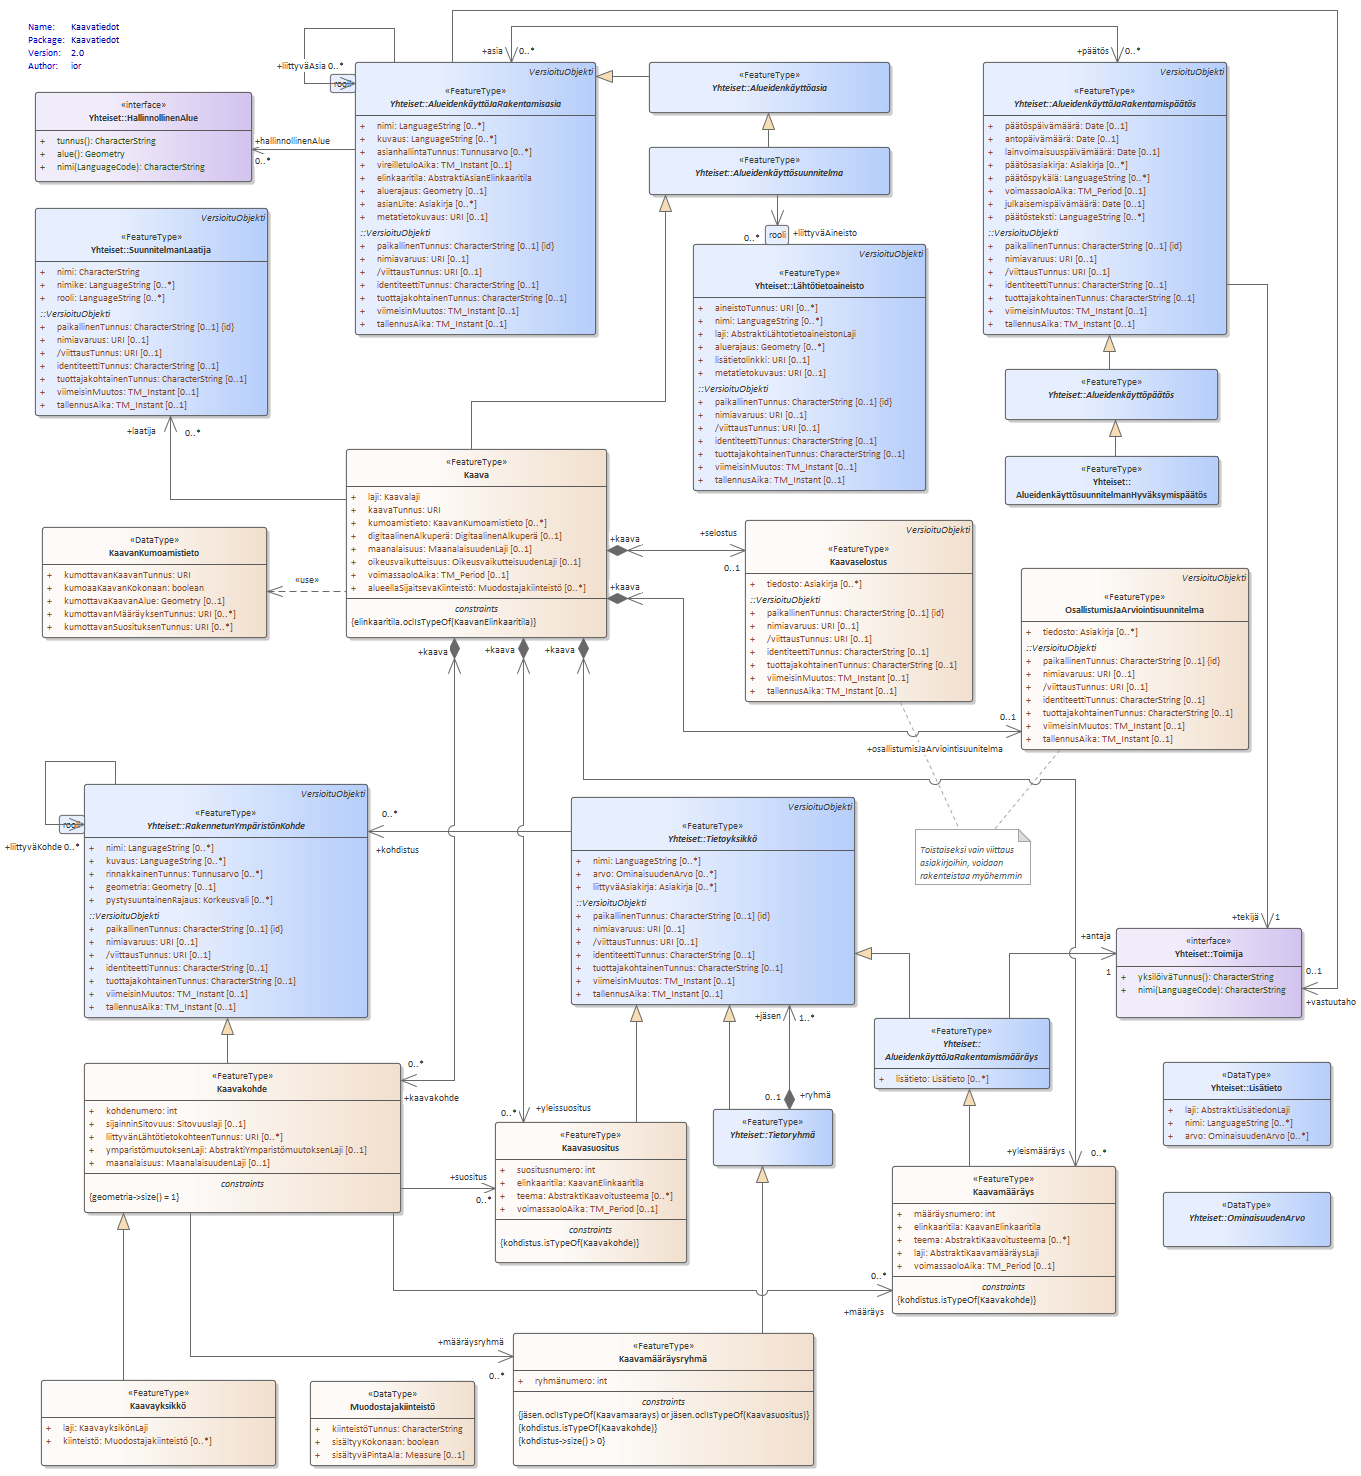 Name: Kaavatiedot
Package: Kaavatiedot
Version: 2.0
Author: ior
+liittyväAsia 0..*
rooli
+asia
0..*
+päätös
0..*
VersioituObjekti
«FeatureType»
Yhteiset::AlueidenkäyttöJaRakentamisasia
+ nimi: LanguageString [0..*]
+ kuvaus: LanguageString [0..*]
+ asianhallintaTunnus: Tunnusarvo [0..*]
+ vireilletuloAika: TM_Instant [0..1]
+ elinkaaritila: AbstraktiAsianElinkaaritila
+ aluerajaus: Geometry [0..1]
+ asianLiite: Asiakirja [0..*]
+ metatietokuvaus: URI [0..1]
::VersioituObjekti
+ paikallinenTunnus: CharacterString [0..1] {id}
+ nimiavaruus: URI [0..1]
+ /viittausTunnus: URI [0..1]
+ identiteettiTunnus: CharacterString [0..1]
+ tuottajakohtainenTunnus: CharacterString [0..1]
+ viimeisinMuutos: TM_Instant [0..1]
+ tallennusAika: TM_Instant [0..1]
«FeatureType»
Yhteiset::Alueidenkäyttöasia
«FeatureType»
Yhteiset::Alueidenkäyttösuunnitelma
VersioituObjekti
«FeatureType»
Yhteiset::AlueidenkäyttöJaRakentamispäätös
+ päätöspäivämäärä: Date [0..1]
+ antopäivämäärä: Date [0..1]
+ lainvoimaisuuspäivämäärä: Date [0..1]
+ päätösasiakirja: Asiakirja [0..*]
+ päätöspykälä: LanguageString [0..*]
+ voimassaoloAika: TM_Period [0..1]
+ julkaisemispäivämäärä: Date [0..1]
+ päätösteksti: LanguageString [0..*]
::VersioituObjekti
+ paikallinenTunnus: CharacterString [0..1] {id}
+ nimiavaruus: URI [0..1]
+ /viittausTunnus: URI [0..1]
+ identiteettiTunnus: CharacterString [0..1]
+ tuottajakohtainenTunnus: CharacterString [0..1]
+ viimeisinMuutos: TM_Instant [0..1]
+ tallennusAika: TM_Instant [0..1]
«interface»
Yhteiset::HallinnollinenAlue
+ tunnus(): CharacterString
+ alue(): Geometry
+ nimi(LanguageCode): CharacterString
+hallinnollinenAlue
0..*
VersioituObjekti
«FeatureType»
Yhteiset::SuunnitelmanLaatija
+ nimi: CharacterString
+ nimike: LanguageString [0..*]
+ rooli: LanguageString [0..*]
::VersioituObjekti
+ paikallinenTunnus: CharacterString [0..1] {id}
+ nimiavaruus: URI [0..1]
+ /viittausTunnus: URI [0..1]
+ identiteettiTunnus: CharacterString [0..1]
+ tuottajakohtainenTunnus: CharacterString [0..1]
+ viimeisinMuutos: TM_Instant [0..1]
+ tallennusAika: TM_Instant [0..1]
+laatija
0..*
0..*
rooli
+liittyväAineisto
VersioituObjekti
«FeatureType»
Yhteiset::Lähtötietoaineisto
+ aineistoTunnus: URI [0..*]
+ nimi: LanguageString [0..*]
+ laji: AbstraktiLähtotietoaineistonLaji
+ aluerajaus: Geometry [0..*]
+ lisätietolinkki: URI [0..1]
+ metatietokuvaus: URI [0..1]
::VersioituObjekti
+ paikallinenTunnus: CharacterString [0..1] {id}
+ nimiavaruus: URI [0..1]
+ /viittausTunnus: URI [0..1]
+ identiteettiTunnus: CharacterString [0..1]
+ tuottajakohtainenTunnus: CharacterString [0..1]
+ viimeisinMuutos: TM_Instant [0..1]
+ tallennusAika: TM_Instant [0..1]
«FeatureType»
Yhteiset::Alueidenkäyttöpäätös
«FeatureType»
Yhteiset::
AlueidenkäyttösuunnitelmanHyväksymispäätös
«FeatureType»
Kaava
+ laji: Kaavalaji
+ kaavaTunnus: URI
+ kumoamistieto: KaavanKumoamistieto [0..*]
+ digitaalinenAlkuperä: DigitaalinenAlkuperä [0..1]
+ maanalaisuus: MaanalaisuudenLaji [0..1]
+ oikeusvaikutteisuus: OikeusvaikutteisuudenLaji [0..1]
+ voimassaoloAika: TM_Period [0..1]
+ alueellaSijaitsevaKiinteistö: Muodostajakiinteistö [0..*]
constraints
{elinkaaritila.oclIsTypeOf(KaavanElinkaaritila)}
«DataType»
KaavanKumoamistieto
+ kumottavanKaavanTunnus: URI
+ kumoaaKaavanKokonaan: boolean
+ kumottavaKaavanAlue: Geometry [0..1]
+ kumottavanMääräyksenTunnus: URI [0..*]
+ kumottavanSuosituksenTunnus: URI [0..*]
«use»
+kaava
+selostus
0..1
+kaava
VersioituObjekti
«FeatureType»
Kaavaselostus
+ tiedosto: Asiakirja [0..*]
::VersioituObjekti
+ paikallinenTunnus: CharacterString [0..1] {id}
+ nimiavaruus: URI [0..1]
+ /viittausTunnus: URI [0..1]
+ identiteettiTunnus: CharacterString [0..1]
+ tuottajakohtainenTunnus: CharacterString [0..1]
+ viimeisinMuutos: TM_Instant [0..1]
+ tallennusAika: TM_Instant [0..1]
VersioituObjekti
«FeatureType»
OsallistumisJaArviointisuunnitelma
+ tiedosto: Asiakirja [0..*]
::VersioituObjekti
+ paikallinenTunnus: CharacterString [0..1] {id}
+ nimiavaruus: URI [0..1]
+ /viittausTunnus: URI [0..1]
+ identiteettiTunnus: CharacterString [0..1]
+ tuottajakohtainenTunnus: CharacterString [0..1]
+ viimeisinMuutos: TM_Instant [0..1]
+ tallennusAika: TM_Instant [0..1]
+kaava
+kaava
+kaava
0..1
+osallistumisJaArviointisuunitelma
Toistaiseksi vain viittaus
asiakirjoihin, voidaan
rakenteistaa myöhemmin
rooli
+liittyväKohde 0..*
VersioituObjekti
«FeatureType»
Yhteiset::RakennetunYmpäristönKohde
+ nimi: LanguageString [0..*]
+ kuvaus: LanguageString [0..*]
+ rinnakkainenTunnus: Tunnusarvo [0..*]
+ geometria: Geometry [0..1]
+ pystysuuntainenRajaus: Korkeusvali [0..*]
::VersioituObjekti
+ paikallinenTunnus: CharacterString [0..1] {id}
+ nimiavaruus: URI [0..1]
+ /viittausTunnus: URI [0..1]
+ identiteettiTunnus: CharacterString [0..1]
+ tuottajakohtainenTunnus: CharacterString [0..1]
+ viimeisinMuutos: TM_Instant [0..1]
+ tallennusAika: TM_Instant [0..1]
0..*
+kohdistus
VersioituObjekti
«FeatureType»
Yhteiset::Tietoyksikkö
+ nimi: LanguageString [0..*]
+ arvo: OminaisuudenArvo [0..*]
+ liittyväAsiakirja: Asiakirja [0..*]
::VersioituObjekti
+ paikallinenTunnus: CharacterString [0..1] {id}
+ nimiavaruus: URI [0..1]
+ /viittausTunnus: URI [0..1]
+ identiteettiTunnus: CharacterString [0..1]
+ tuottajakohtainenTunnus: CharacterString [0..1]
+ viimeisinMuutos: TM_Instant [0..1]
+ tallennusAika: TM_Instant [0..1]
+tekijä
1
+antaja
1
«interface»
Yhteiset::Toimija
+ yksilöiväTunnus(): CharacterString
+ nimi(LanguageCode): CharacterString
0..1
+vastuutaho
+jäsen
1..*
«FeatureType»
Yhteiset::
AlueidenkäyttöJaRakentamismääräys
+ lisätieto: Lisätieto [0..*]
«DataType»
Yhteiset::Lisätieto
+ laji: AbstraktiLisätiedonLaji
+ nimi: LanguageString [0..*]
+ arvo: OminaisuudenArvo [0..*]
«DataType»
Yhteiset::OminaisuudenArvo
«FeatureType»
Kaavakohde
+ kohdenumero: int
+ sijainninSitovuus: Sitovuuslaji [0..1]
+ liittyvänLähtötietokohteenTunnus: URI [0..*]
+ ymparistömuutoksenLaji: AbstraktiYmparistömuutoksenLaji [0..1]
+ maanalaisuus: MaanalaisuudenLaji [0..1]
constraints
{geometria->size() = 1}
0..*
+kaavakohde
+suositus
0..*
0..*
+yleissuositus
«FeatureType»
Kaavasuositus
+ suositusnumero: int
+ elinkaaritila: KaavanElinkaaritila
+ teema: AbstraktiKaavoitusteema [0..*]
+ voimassaoloAika: TM_Period [0..1]
constraints
{kohdistus.isTypeOf(Kaavakohde)}
0..1
+ryhmä
«FeatureType»
Yhteiset::Tietoryhmä
+yleismääräys
0..*
«FeatureType»
Kaavamääräys
+ määräysnumero: int
+ elinkaaritila: KaavanElinkaaritila
+ teema: AbstraktiKaavoitusteema [0..*]
+ laji: AbstraktiKaavamääräysLaji
+ voimassaoloAika: TM_Period [0..1]
constraints
{kohdistus.isTypeOf(Kaavakohde)}
0..*
+määräys
+määräysryhmä
0..*
«FeatureType»
Kaavamääräysryhmä
+ ryhmänumero: int
constraints
{jäsen.oclIsTypeOf(Kaavamaarays) or jäsen.oclIsTypeOf(Kaavasuositus)}
{kohdistus.isTypeOf(Kaavakohde)}
{kohdistus->size() > 0}
«FeatureType»
Kaavayksikkö
+ laji: KaavayksikönLaji
+ kiinteistö: Muodostajakiinteistö [0..*]
«DataType»
Muodostajakiinteistö
+ kiinteistöTunnus: CharacterString
+ sisältyyKokonaan: boolean
+ sisältyväPintaAla: Measure [0..1]